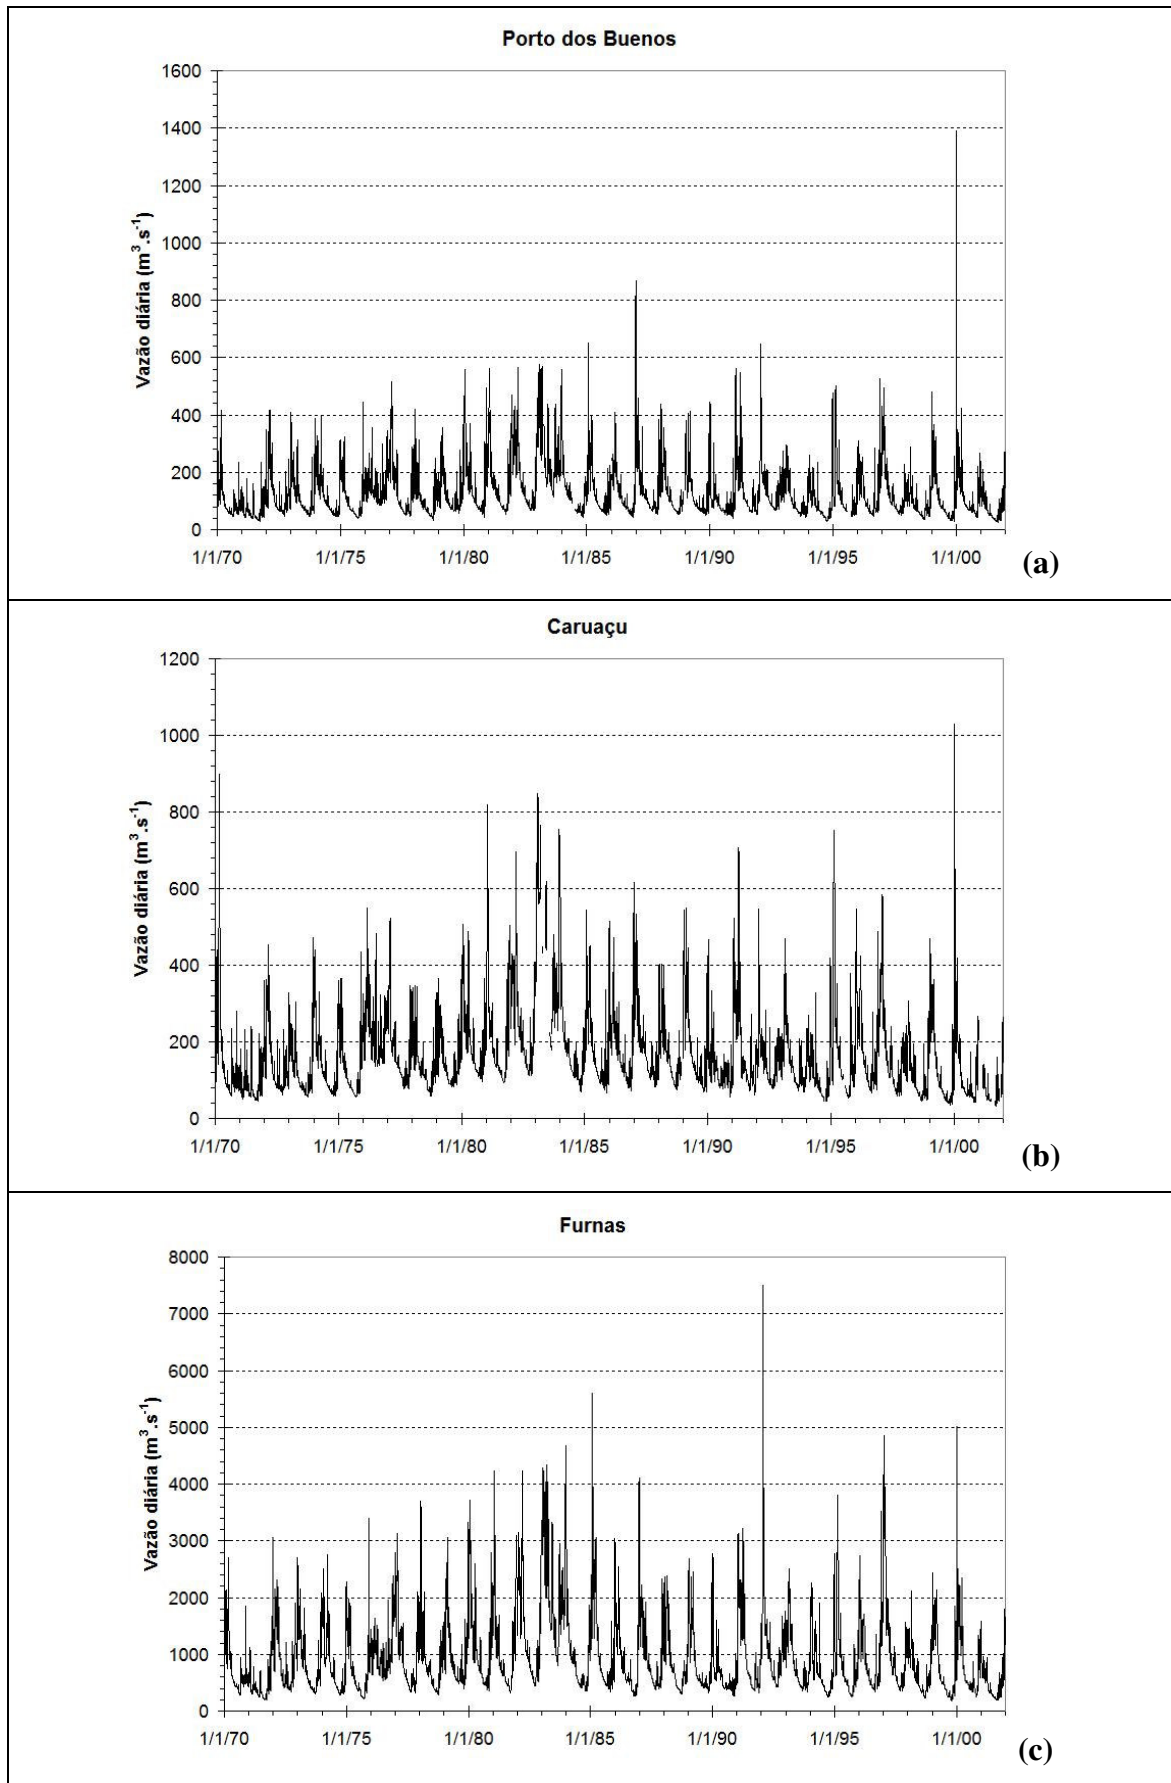 Porto dos Buenos
1600
1400
1200
1000
800
600
400
200
0
Vazão diária (m³.s⁻¹)
1/1/70 1/1/75 1/1/80 1/1/85 1/1/90 1/1/95 1/1/00
(a)
Caruaçu
1200
1000
800
600
400
200
0
Vazão diária (m³.s⁻¹)
1/1/70 1/1/75 1/1/80 1/1/85 1/1/90 1/1/95 1/1/00
(b)
Furnas
8000
7000
6000
5000
4000
3000
2000
1000
0
Vazão diária (m³.s⁻¹)
1/1/70 1/1/75 1/1/80 1/1/85 1/1/90 1/1/95 1/1/00
(c)